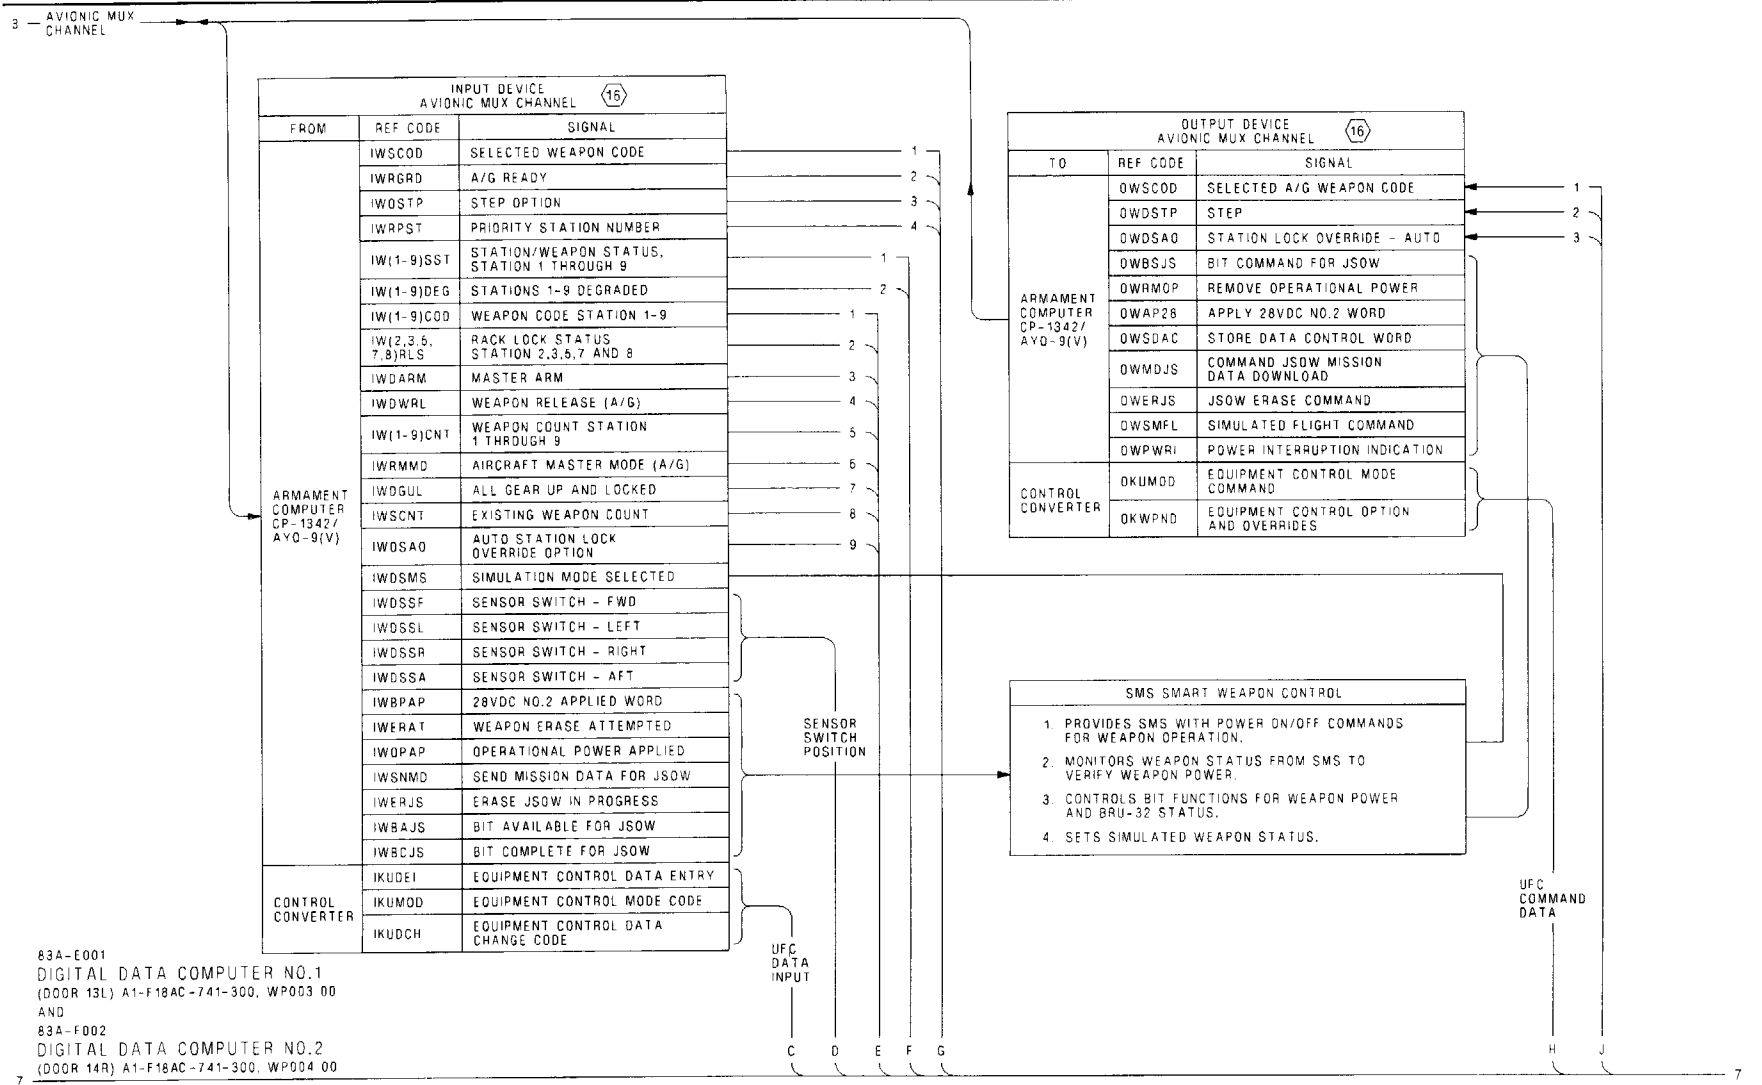 3 AVIONIC MUX
CHANNEL
INPUT DEVICE
AVIONIC MUX CHANNEL 16
FROM REF CODE SIGNAL
ARMAMENT
COMPUTER
CP-1342/
AYQ-9(V)
IWSCOD SELECTED WEAPON CODE 1
IWRGRD A/G READY 2
IWOSTP STEP OPTION 3
IWRPST PRIORITY STATION NUMBER 4
IW(1-9)SST STATION/WEAPON STATUS,
STATION 1 THROUGH 9 1
IW(1-9)DEG STATIONS 1-9 DEGRADED 2
IW(1-9)COD WEAPON CODE STATION 1-9 1
IW(2,3,5,
7,8)RLS RACK LOCK STATUS
STATION 2,3,5,7 AND 8 2
IWDARM MASTER ARM 3
IWDWRL WEAPON RELEASE (A/G) 4
IW(1-9)CNT WEAPON COUNT STATION
1 THROUGH 9 5
IWRMMD AIRCRAFT MASTER MODE (A/G) 6
IWDGUL ALL GEAR UP AND LOCKED 7
IWSCNT EXISTING WEAPON COUNT 8
IWOSAO AUTO STATION LOCK
OVERRIDE OPTION 9
IWDSMS SIMULATION MODE SELECTED
IWDSSF SENSOR SWITCH - FWD
IWDSSL SENSOR SWITCH - LEFT
IWDSSR SENSOR SWITCH - RIGHT
IWDSSA SENSOR SWITCH - AFT
IWBPAP 28VDC NO.2 APPLIED WORD
IWERAT WEAPON ERASE ATTEMPTED
IWOPAP OPERATIONAL POWER APPLIED
IWSNMD SEND MISSION DATA FOR JSOW
IWERJS ERASE JSOW IN PROGRESS
IWBAJS BIT AVAILABLE FOR JSOW
IWBCJS BIT COMPLETE FOR JSOW
CONTROL
CONVERTER
IKUDEI EQUIPMENT CONTROL DATA ENTRY
IKUMOD EQUIPMENT CONTROL MODE CODE
IKUDCH EQUIPMENT CONTROL DATA
CHANGE CODE
SENSOR
SWITCH
POSITION
UFC
DATA
INPUT
OUTPUT DEVICE
AVIONIC MUX CHANNEL 16
TO REF CODE SIGNAL
ARMAMENT
COMPUTER
CP-1342/
AYQ-9(V)
OWSCOD SELECTED A/G WEAPON CODE 1
OWDSTP STEP 2
OWDSAO STATION LOCK OVERRIDE - AUTO 3
OWBSJS BIT COMMAND FOR JSOW
OWRMOP REMOVE OPERATIONAL POWER
OWAP28 APPLY 28VDC NO.2 WORD
OWSDAC STORE DATA CONTROL WORD
OWMDJS COMMAND JSOW MISSION
DATA DOWNLOAD
OWERJS JSOW ERASE COMMAND
OWSMFL SIMULATED FLIGHT COMMAND
OWPWRI POWER INTERRUPTION INDICATION
CONTROL
CONVERTER
OKUMOD EQUIPMENT CONTROL MODE
COMMAND
OKWPND EQUIPMENT CONTROL OPTION
AND OVERRIDES
SMS SMART WEAPON CONTROL
1. PROVIDES SMS WITH POWER ON/OFF COMMANDS
FOR WEAPON OPERATION.
2. MONITORS WEAPON STATUS FROM SMS TO
VERIFY WEAPON POWER.
3. CONTROLS BIT FUNCTIONS FOR WEAPON POWER
AND BRU-32 STATUS.
4. SETS SIMULATED WEAPON STATUS.
UFC
COMMAND
DATA
83A-E001
DIGITAL DATA COMPUTER NO.1
(DOOR 13L) A1-F18AC-741-300, WP003 00
AND
83A-F002
DIGITAL DATA COMPUTER NO.2
(DOOR 14R) A1-F18AC-741-300, WP004 00
C D E F G H J
7 7